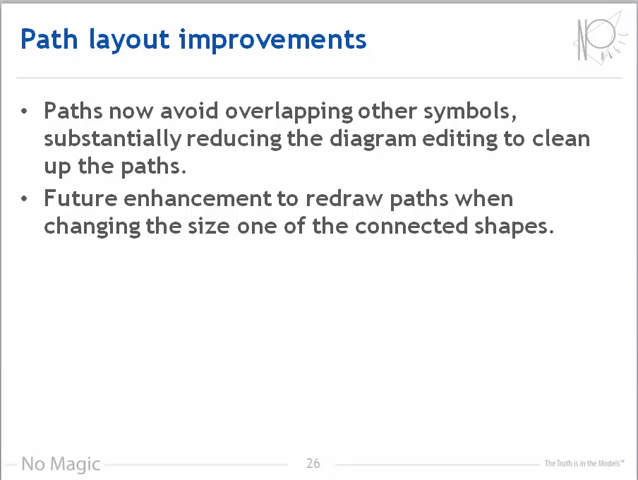 Path layout improvements
NO
• Paths now avoid overlapping other symbols,
substantially reducing the diagram editing to clean
up the paths.
• Future enhancement to redraw paths when
changing the size one of the connected shapes.
No Magic
26
The Truth is in the Models™